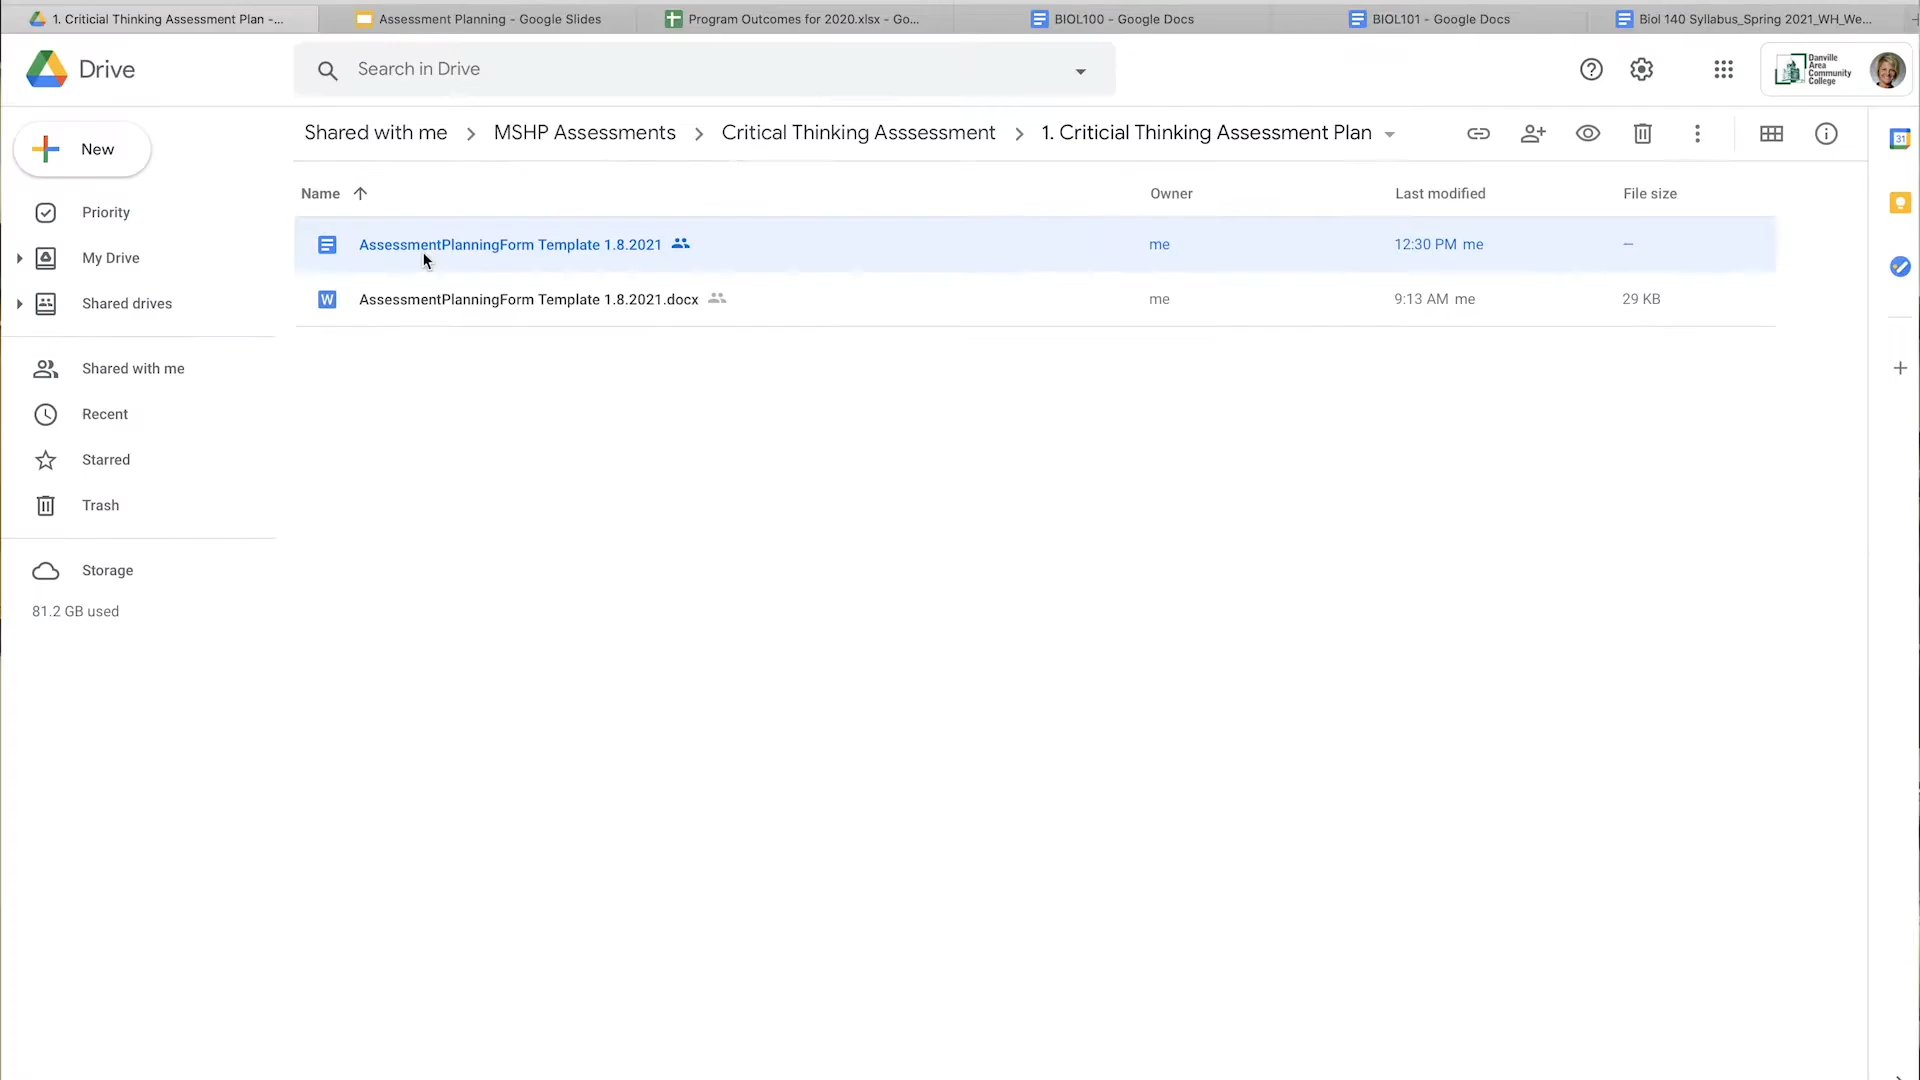 1. Criticial Thinking Assessment Plan -...
Assessment Planning - Google Slides
Program Outcomes for 2020.xlsx - Go...
BIOL100 - Google Docs
BIOL101 - Google Docs
Biol 140 Syllabus_Spring 2021_WH_We...
Drive
Search in Drive
Danville
Area
Community
College
New
Shared with me
MSHP Assessments
Critical Thinking Asssessment
1. Criticial Thinking Assessment Plan
31
Name
Owner
Last modified
File size
Priority
AssessmentPlanningForm Template 1.8.2021
me
12:30 PM me
–
My Drive
W
AssessmentPlanningForm Template 1.8.2021.docx
me
9:13 AM me
29 KB
Shared drives
Shared with me
Recent
Starred
Trash
Storage
81.2 GB used